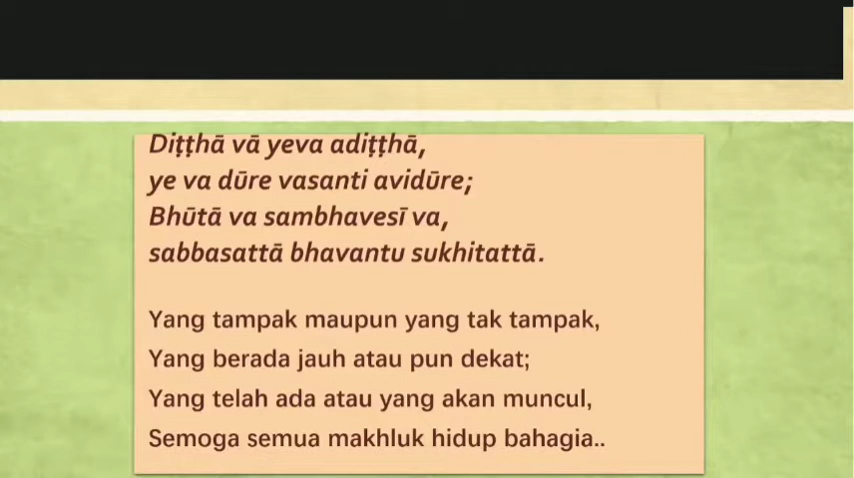 Diṭṭhā vā yeva adiṭṭhā,
ye va dūre vasanti avidūre;
Bhūtā va sambhavesī va,
sabbasattā bhavantu sukhitattā.
Yang tampak maupun yang tak tampak,
Yang berada jauh atau pun dekat;
Yang telah ada atau yang akan muncul,
Semoga semua makhluk hidup bahagia..